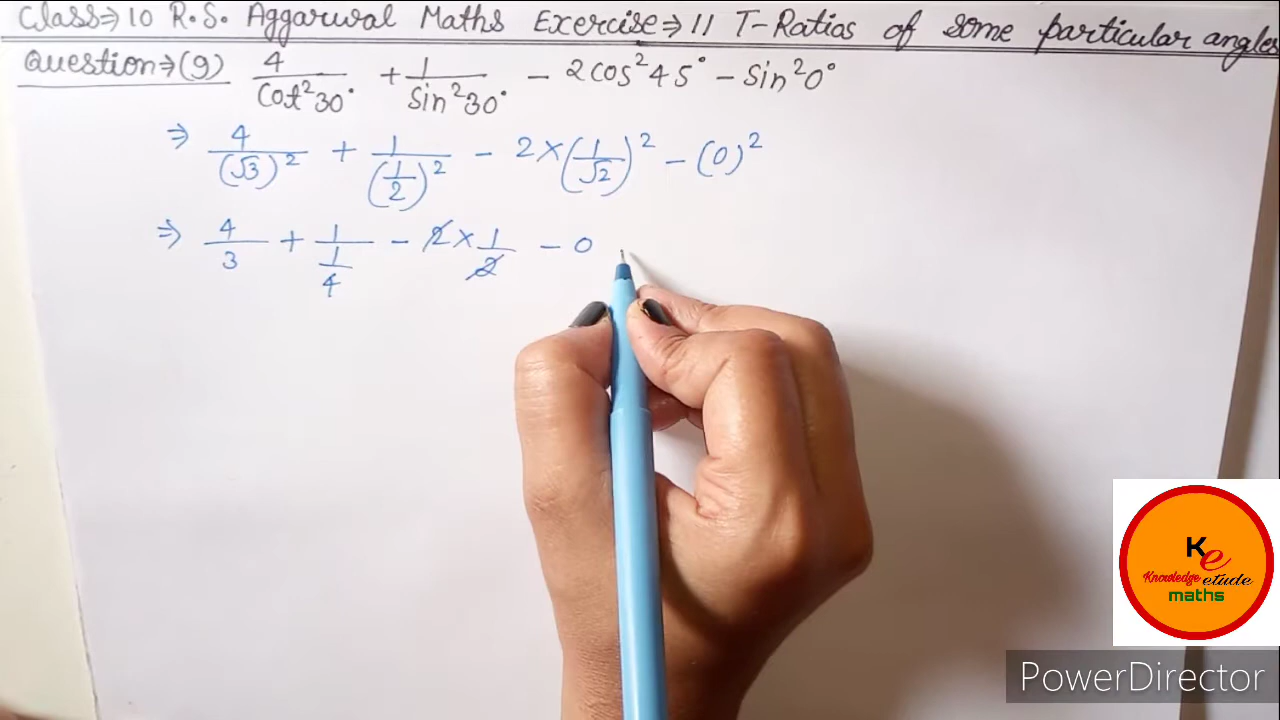 Class⇒10 R.S. Aggarwal Maths Exercise⇒11 T-Ratios of some particular angles
Question⇒(9) 4/Cot²30° + 1/Sin²30° - 2cos²45° - Sin²0°
⇒ 4/(√3)² + 1/(1/2)² - 2×(1/√2)² - (0)²
⇒ 4/3 + 1/(1/4) - 2×1/2 - 0
Ke
Knowledge etude
maths
PowerDirector